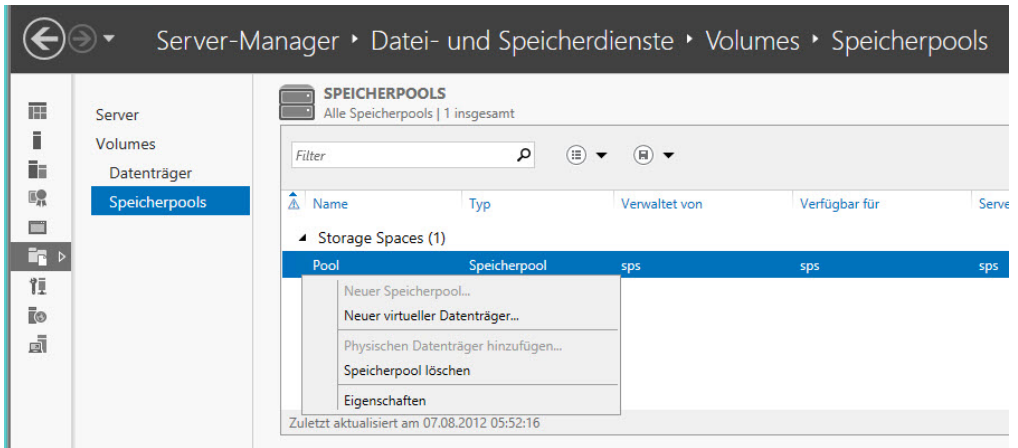 Server-Manager ‣ Datei- und Speicherdienste ‣ Volumes ‣ Speicherpools
Server
Volumes
Datenträger
Speicherpools
SPEICHERPOOLS
Alle Speicherpools | 1 insgesamt
Filter
Name Typ Verwaltet von Verfügbar für Serve
Storage Spaces (1)
Pool Speicherpool sps sps sps
Neuer Speicherpool...
Neuer virtueller Datenträger...
Physischen Datenträger hinzufügen...
Speicherpool löschen
Eigenschaften
Zuletzt aktualisiert am 07.08.2012 05:52:16